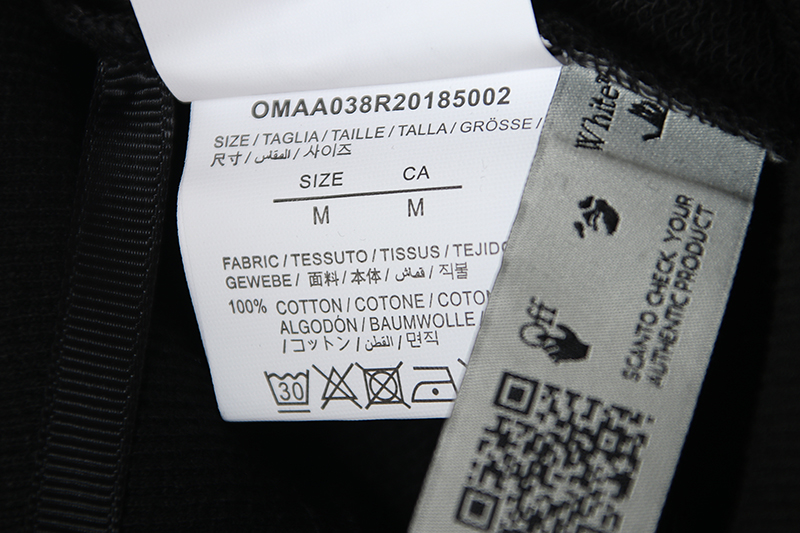 OMAA038R20185002
SIZE / TAGLIA / TAILLE / TALLA / GRÖSSE /
尺寸 / المقاس / 사이즈
SIZE CA
M M
FABRIC / TESSUTO / TISSUS / TEJIDO
GEWEBE / 面料 / 本体 / قماش / 직물
100% COTTON / COTONE / COTON
ALGODÓN / BAUMWOLLE /
/ コットン / القطن / 면직
30
White
Off
SCANTO CHECK YOUR
AUTHENTIC PRODUCT